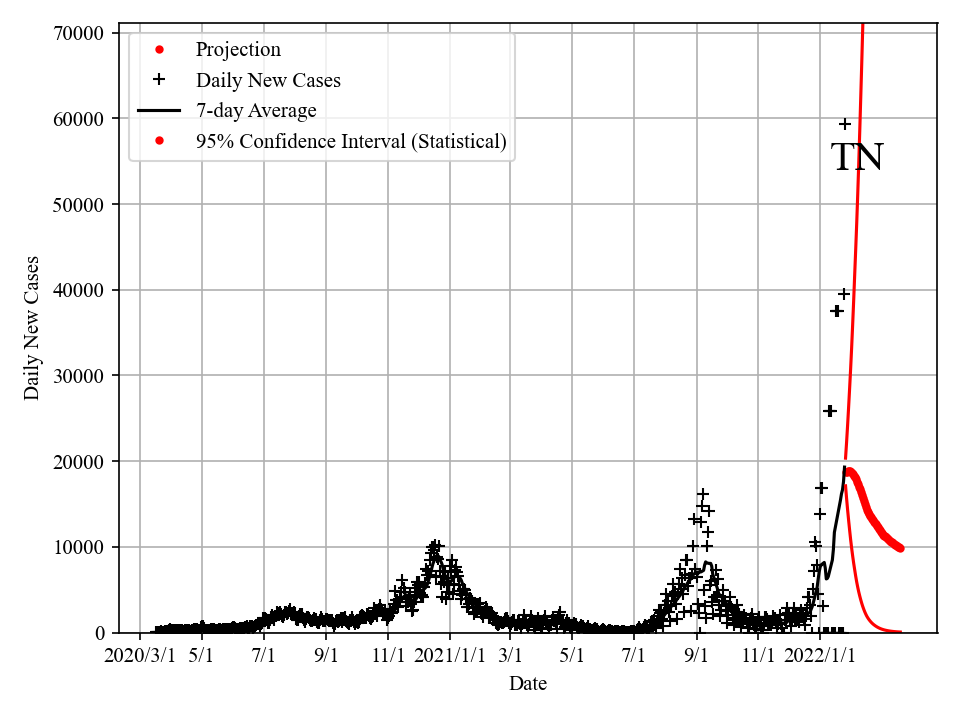 70000
60000
50000
40000
30000
20000
10000
0
Daily New Cases
Projection
Daily New Cases
7-day Average
95% Confidence Interval (Statistical)
TN
2020/3/1 5/1 7/1 9/1 11/1 2021/1/1 3/1 5/1 7/1 9/1 11/1 2022/1/1
Date